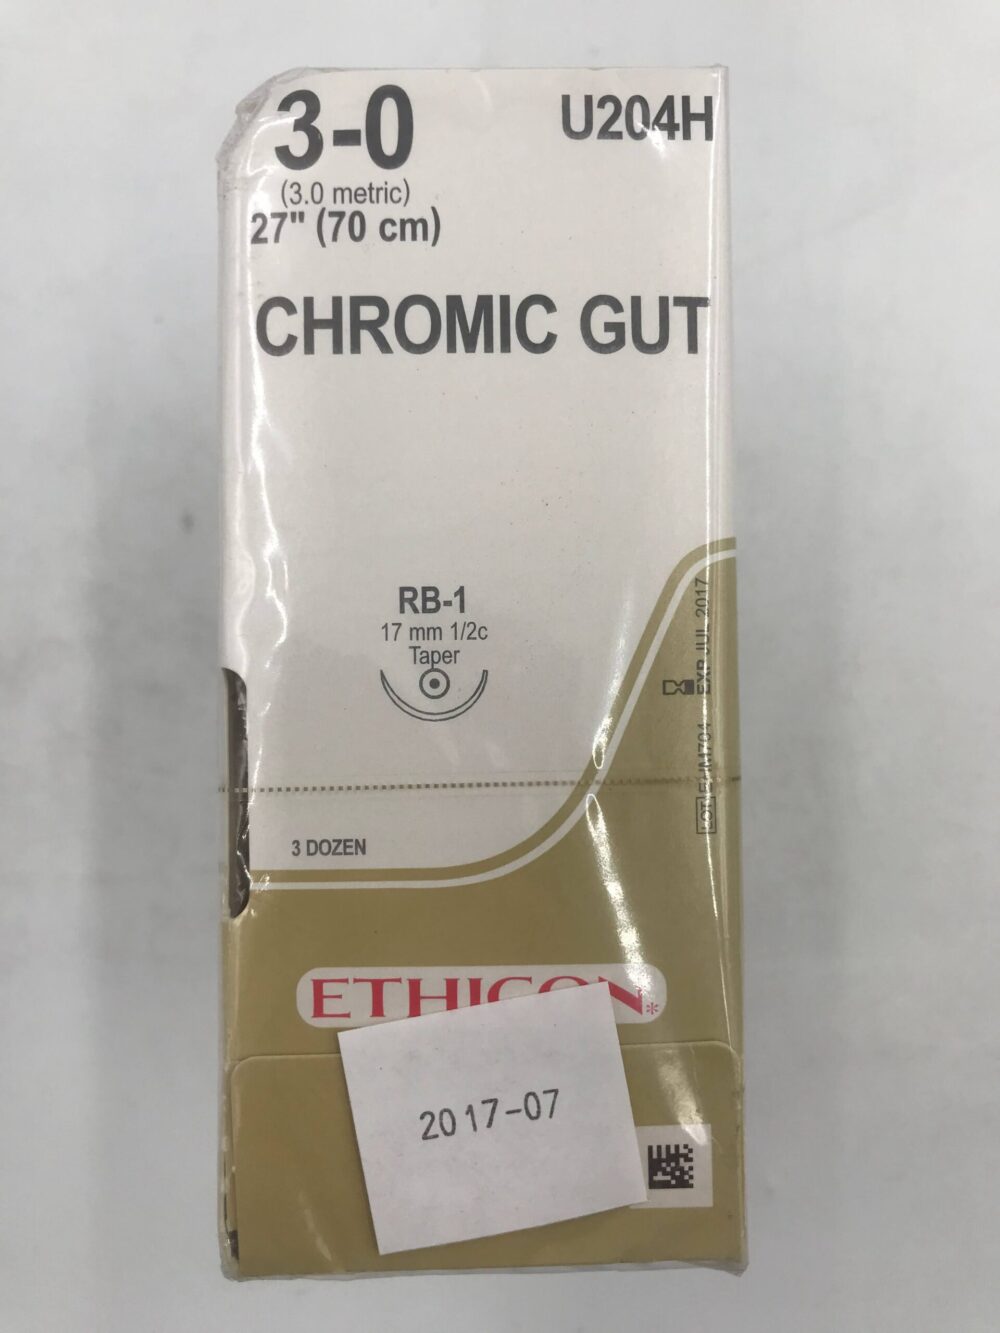 3-0
U204H
(3.0 metric)
27" (70 cm)
CHROMIC GUT
RB-1
17 mm 1/2c
Taper
EXP JUL 2017
LOT
3 DOZEN
ETHICON*
2017-07